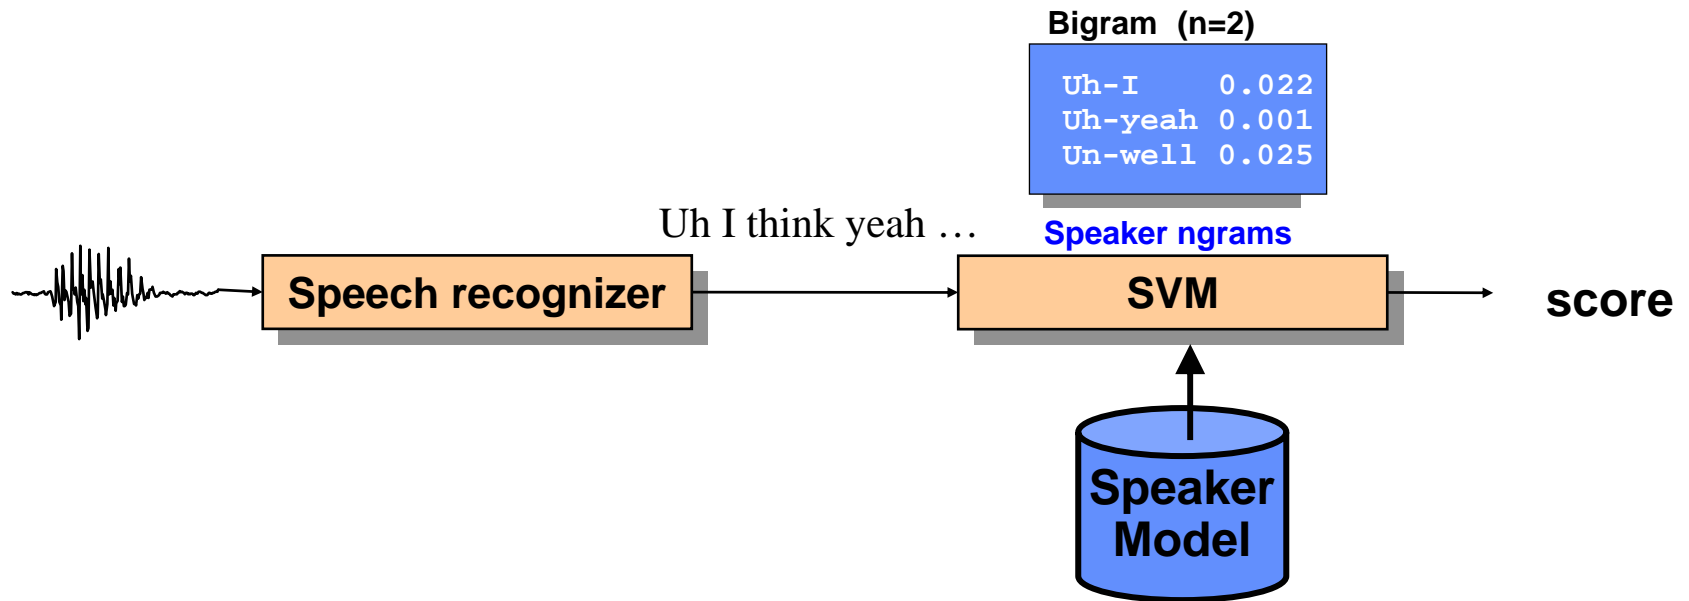 Bigram (n=2)
Uh-I 0.022
Uh-yeah 0.001
Un-well 0.025
Uh I think yeah …
Speaker ngrams
Speech recognizer
SVM
score
Speaker
Model